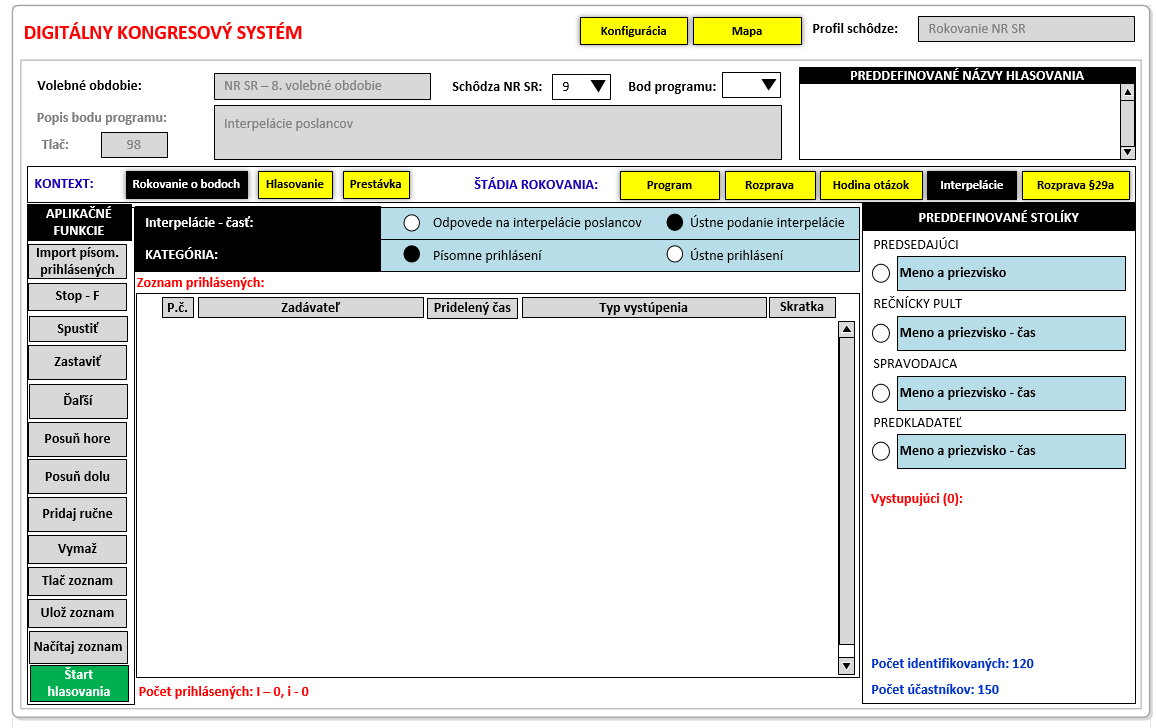 DIGITÁLNY KONGRESOVÝ SYSTÉM
Konfigurácia
Mapa
Profil schôdze:
Rokovanie NR SR
Volebné obdobie:
NR SR – 8. volebné obdobie
Schôdza NR SR:
9
Bod programu:
PREDDEFINOVANÉ NÁZVY HLASOVANIA
Popis bodu programu:
Interpelácie poslancov
Tlač:
98
KONTEXT:
Rokovanie o bodoch
Hlasovanie
Prestávka
ŠTÁDIA ROKOVANIA:
Program
Rozprava
Hodina otázok
Interpelácie
Rozprava §29a
APLIKAČNÉ
FUNKCIE
Import písom.
prihlásených
Stop - F
Spustiť
Zastaviť
Ďaľší
Posuň hore
Posuň dolu
Pridaj ručne
Vymaž
Tlač zoznam
Ulož zoznam
Načítaj zoznam
Štart
hlasovania
Interpelácie - časť:
Odpovede na interpelácie poslancov
Ústne podanie interpelácie
KATEGÓRIA:
Písomne prihlásení
Ústne prihlásení
Zoznam prihlásených:
P.č.
Zadávateľ
Pridelený čas
Typ vystúpenia
Skratka
Počet prihlásených: I – 0, i - 0
PREDDEFINOVANÉ STOLÍKY
PREDSEDAJÚCI
Meno a priezvisko
REČNÍCKY PULT
Meno a priezvisko - čas
SPRAVODAJCA
Meno a priezvisko - čas
PREDKLADATEĽ
Meno a priezvisko - čas
Vystupujúci (0):
Počet identifikovaných: 120
Počet účastníkov: 150